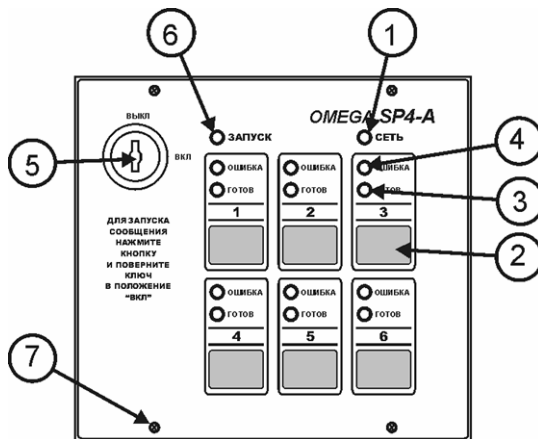 6
1
ВЫКЛ
OMEGA SP4-A
ЗАПУСК
СЕТЬ
ВКЛ
5
4
3
2
7
ДЛЯ ЗАПУСКА
СООБЩЕНИЯ
НАЖМИТЕ
КНОПКУ
И ПОВЕРНИТЕ
КЛЮЧ
В ПОЛОЖЕНИЕ
"ВКЛ"
ОШИБКА
ГОТОВ
1
ОШИБКА
ГОТОВ
2
ОШИБКА
ГОТОВ
3
ОШИБКА
ГОТОВ
4
ОШИБКА
ГОТОВ
5
ОШИБКА
ГОТОВ
6